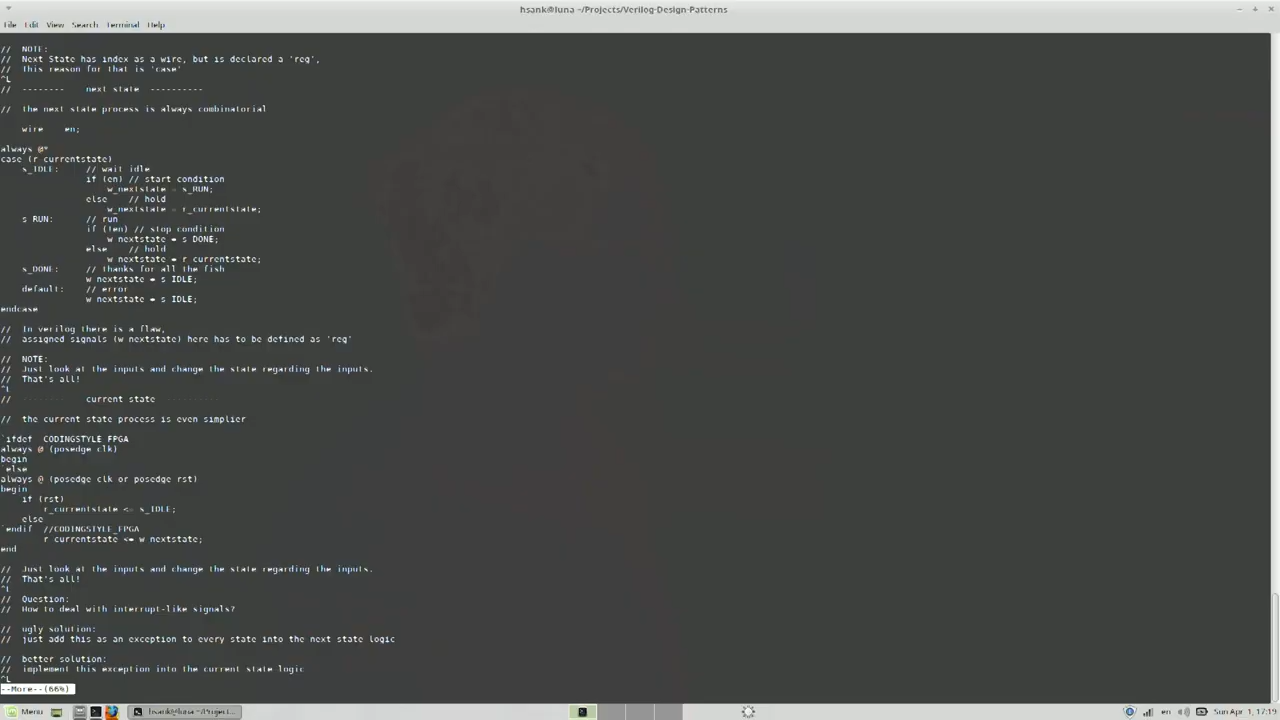 hsank@luna ~/Projects/Verilog-Design-Patterns
File Edit View Search Terminal Help
// NOTE:
// Next State has index as a wire, but is declared a 'reg',
// This reason for that is 'case'
^L
// -------- next state ----------
// the next state process is always combinatorial
wire en;
always @*
case (r_currentstate)
s_IDLE: // wait idle
if (en) // start condition
w_nextstate = s_RUN;
else // hold
w_nextstate = r_currentstate;
s_RUN: // run
if (!en) // stop condition
w_nextstate = s_DONE;
else // hold
w_nextstate = r_currentstate;
s_DONE: // thanks for all the fish
w_nextstate = s_IDLE;
default: // error
w_nextstate = s_IDLE;
endcase
// In verilog there is a flaw,
// assigned signals (w_nextstate) here has to be defined as 'reg'
// NOTE:
// Just look at the inputs and change the state regarding the inputs.
// That's all!
^L
// -------- current state ----------
// the current state process is even simplier
`ifdef CODINGSTYLE_FPGA
always @ (posedge clk)
begin
`else
always @ (posedge clk or posedge rst)
begin
if (rst)
r_currentstate <= s_IDLE;
else
`endif //CODINGSTYLE_FPGA
r_currentstate <= w_nextstate;
end
// Just look at the inputs and change the state regarding the inputs.
// That's all!
^L
// Question:
// How to deal with interrupt-like signals?
// ugly solution:
// just add this as an exception to every state into the next state logic
// better solution:
// implement this exception into the current state logic
^L
--More--(66%)
Menu hsank@luna ~/Project... en Sun Apr 1, 17:19